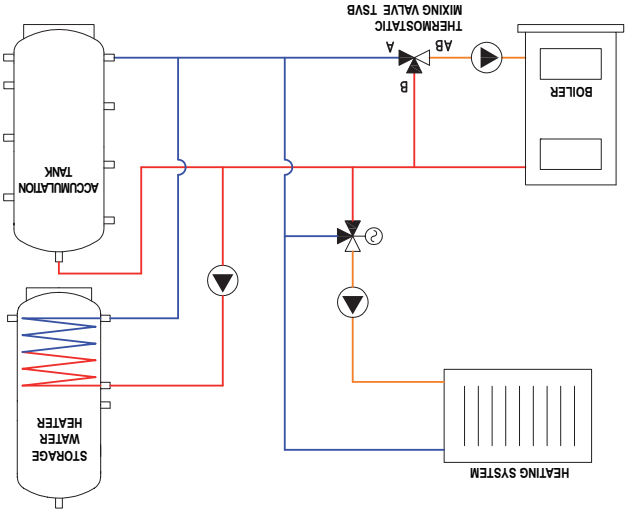 HEATING SYSTEM
STORAGE
WATER
HEATER
ACCUMULATION
TANK
BOILER
B
A
AB
THERMOSTATIC
MIXING VALVE TSVB